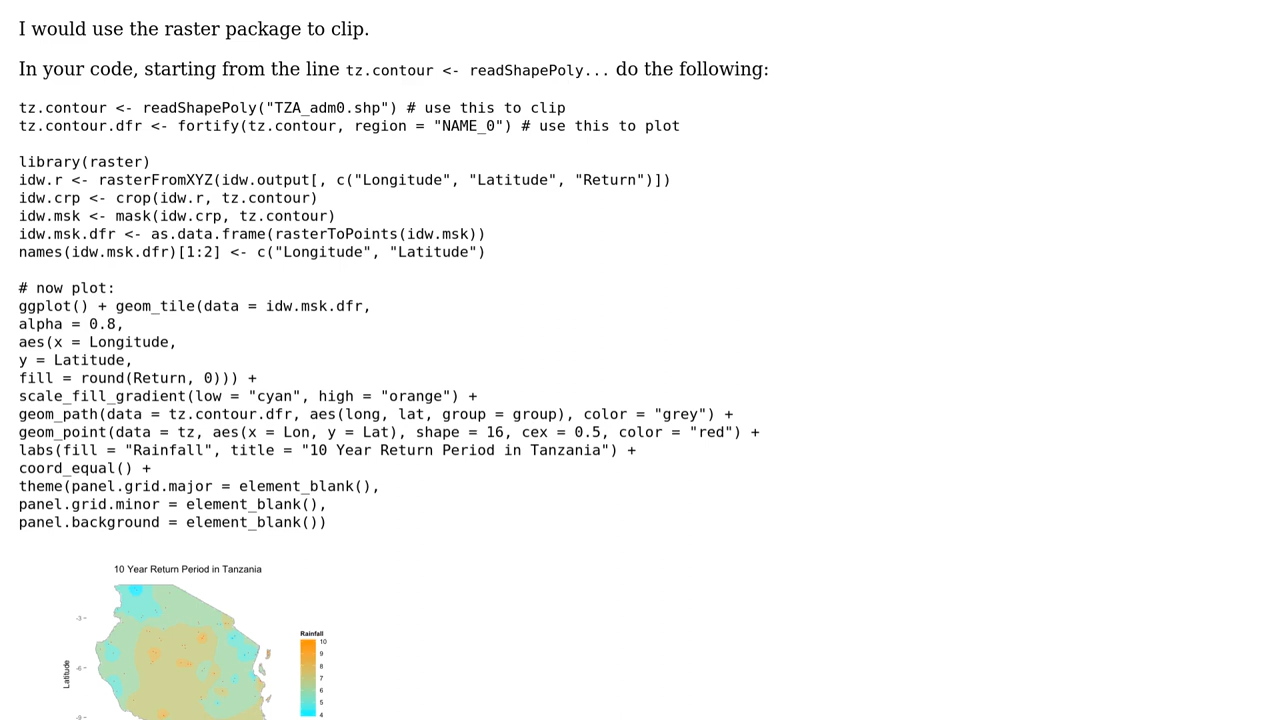 I would use the raster package to clip.
In your code, starting from the line tz.contour <- readShapePoly... do the following:
tz.contour <- readShapePoly("TZA_adm0.shp") # use this to clip
tz.contour.dfr <- fortify(tz.contour, region = "NAME_0") # use this to plot
library(raster)
idw.r <- rasterFromXYZ(idw.output[, c("Longitude", "Latitude", "Return")])
idw.crp <- crop(idw.r, tz.contour)
idw.msk <- mask(idw.crp, tz.contour)
idw.msk.dfr <- as.data.frame(rasterToPoints(idw.msk))
names(idw.msk.dfr)[1:2] <- c("Longitude", "Latitude")
# now plot:
ggplot() + geom_tile(data = idw.msk.dfr,
alpha = 0.8,
aes(x = Longitude,
y = Latitude,
fill = round(Return, 0))) +
scale_fill_gradient(low = "cyan", high = "orange") +
geom_path(data = tz.contour.dfr, aes(long, lat, group = group), color = "grey") +
geom_point(data = tz, aes(x = Lon, y = Lat), shape = 16, cex = 0.5, color = "red") +
labs(fill = "Rainfall", title = "10 Year Return Period in Tanzania") +
coord_equal() +
theme(panel.grid.major = element_blank(),
panel.grid.minor = element_blank(),
panel.background = element_blank())
10 Year Return Period in Tanzania
-3
-6
-9
Latitude
Rainfall
10
9
8
7
6
5
4